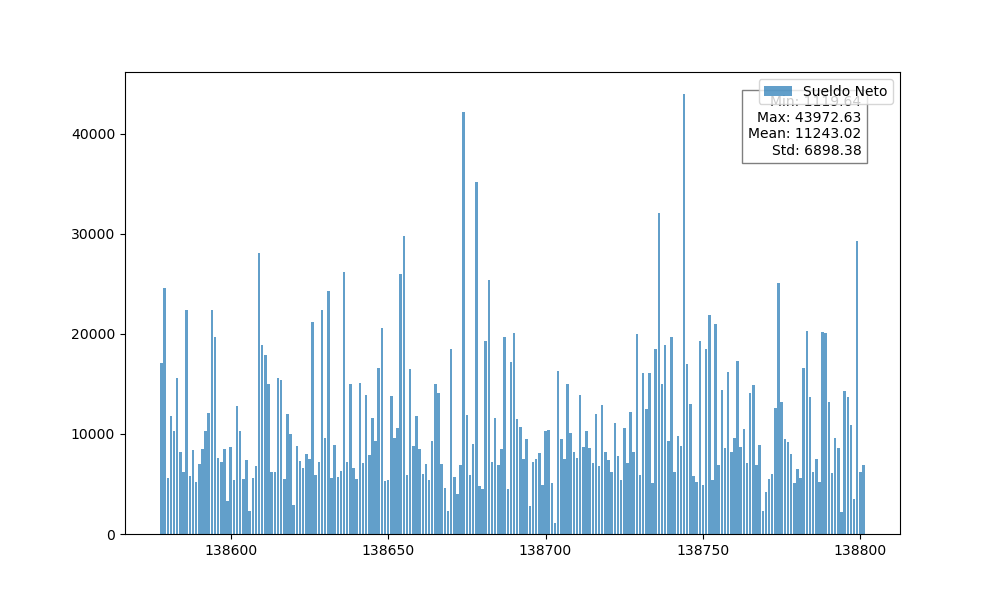 Sueldo Neto
Min: 1119.64
Max: 43972.63
Mean: 11243.02
Std: 6898.38
40000
30000
20000
10000
0
138600 138650 138700 138750 138800